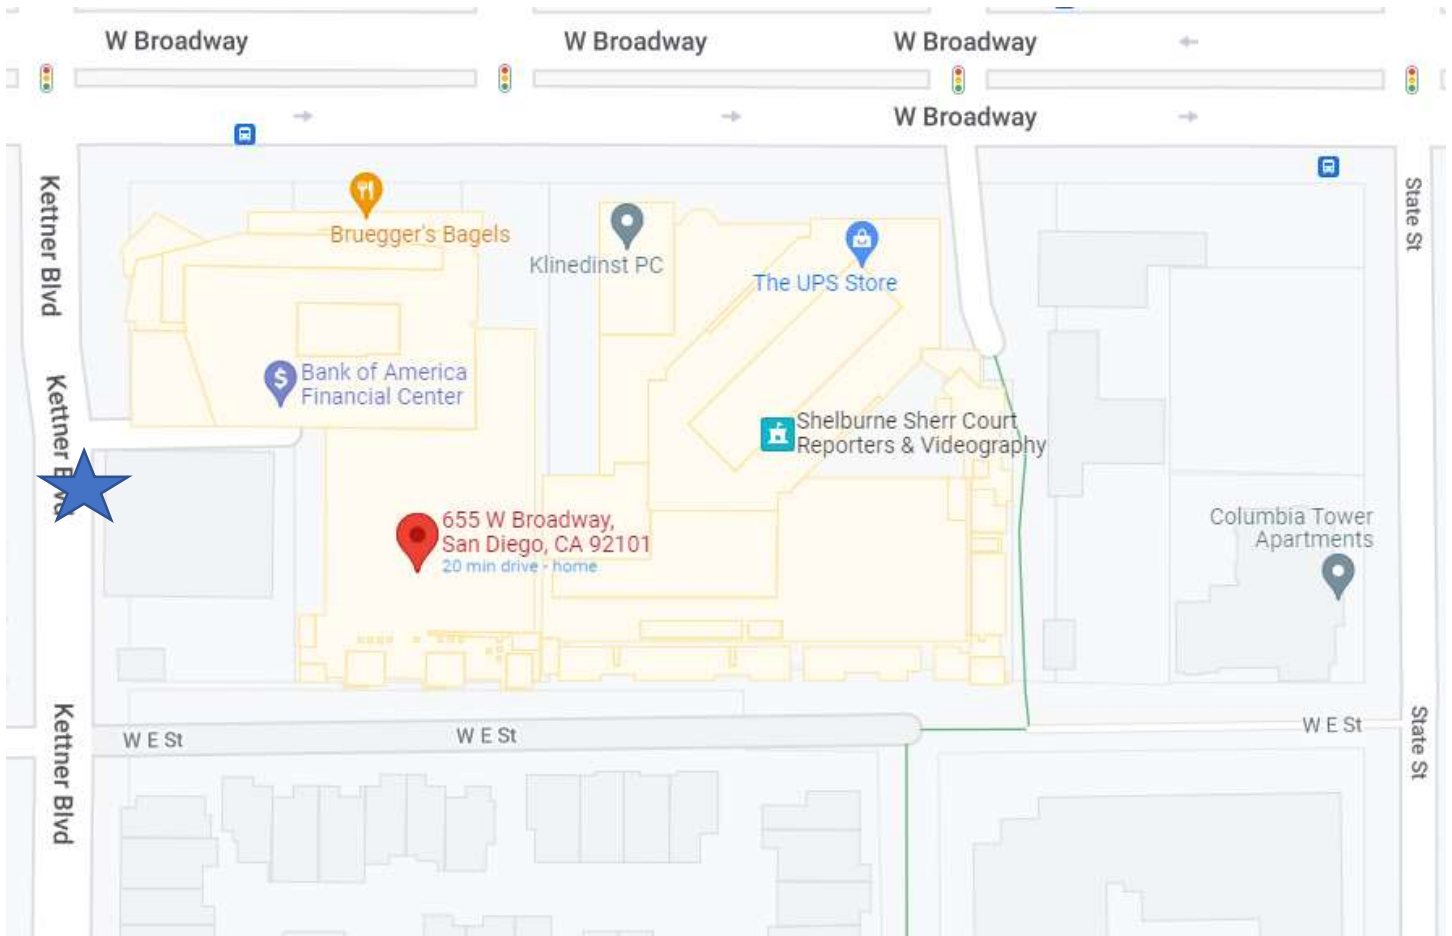 W Broadway
W Broadway
W Broadway
W Broadway
Kettner Blvd
State St
Bruegger's Bagels
Klinedinst PC
The UPS Store
Bank of America
Financial Center
Kettner Blvd
Shelburne Sherr Court
Reporters & Videography
655 W Broadway,
San Diego, CA 92101
20 min drive - home
Columbia Tower
Apartments
W E St
W E St
W E St
Kettner Blvd
State St